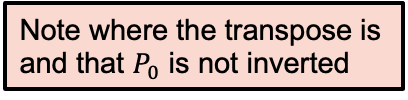 Note where the transpose is
and that P₀ is not inverted